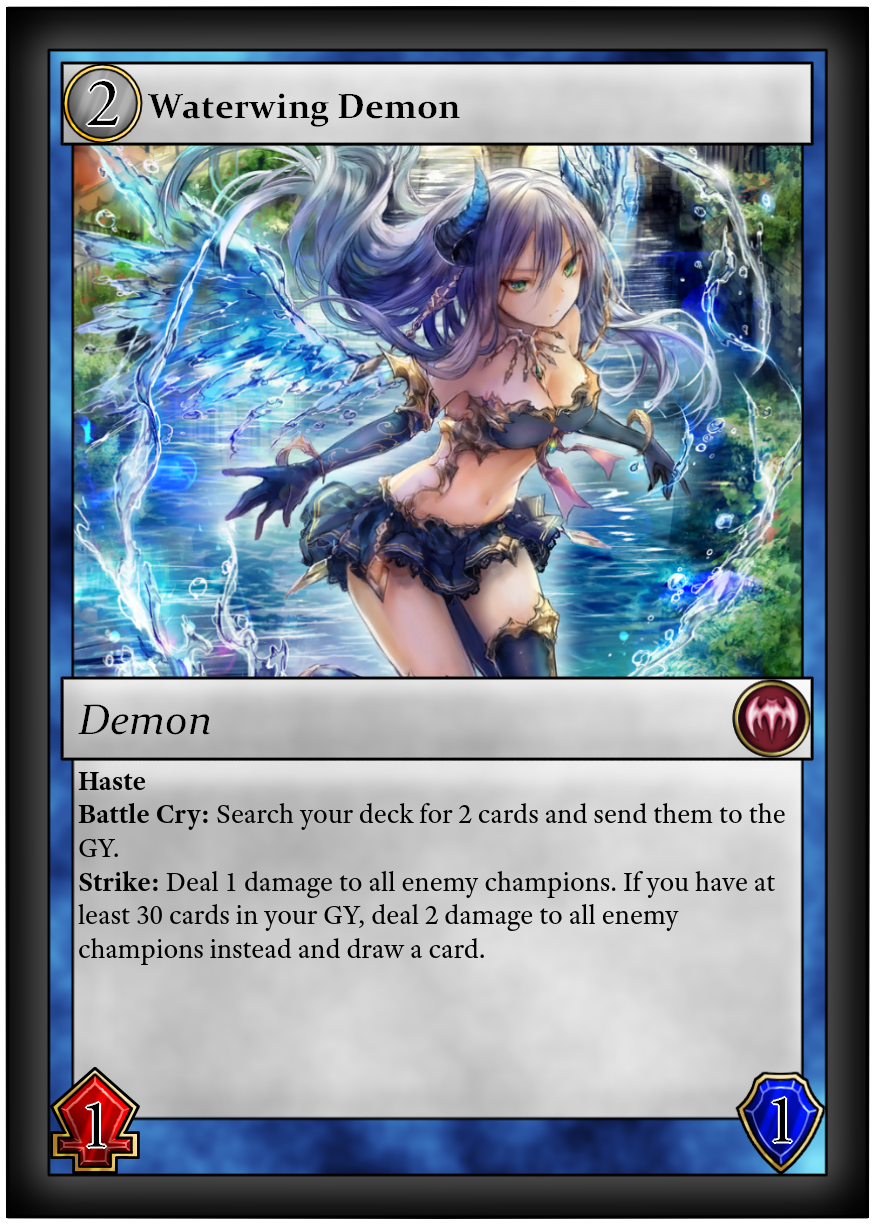 2 Waterwing Demon
Demon
Haste
Battle Cry: Search your deck for 2 cards and send them to the
GY.
Strike: Deal 1 damage to all enemy champions. If you have at
least 30 cards in your GY, deal 2 damage to all enemy
champions instead and draw a card.
1 1